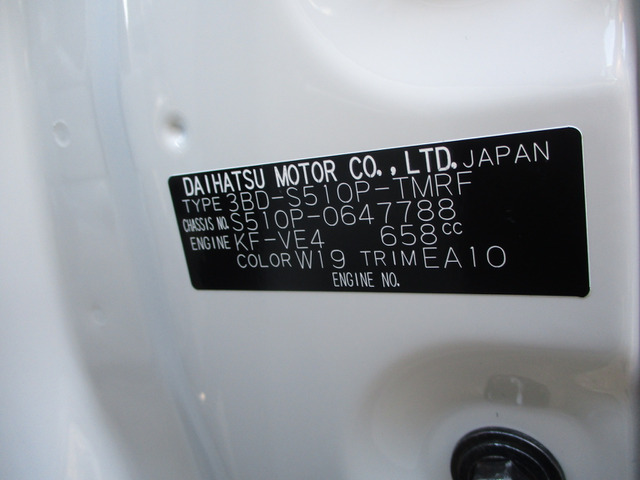 DAIHATSU MOTOR CO.,LTD. JAPAN
TYPE 3BD-S510P-TMRF
CHASSIS NO. S510P-0647788
ENGINE KF-VE4 658cc
COLOR W19 TRIM EA10
ENGINE NO.